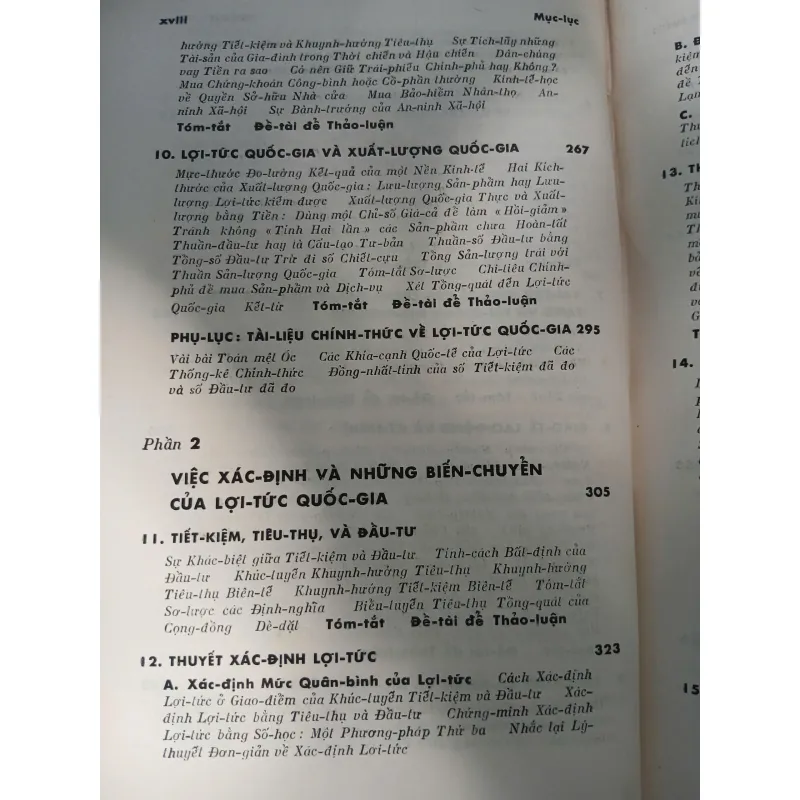 xviii Mục-lục
hướng Tiết-kiệm và Khuynh-hướng Tiêu-thụ Sự Tích-lũy những
Tài-sản của Gia-đình trong Thời chiến và Hậu chiến Dân-chúng
vay Tiền ra sao Có nên Giữ Trái-phiếu Chính-phủ hay Không?
Mua Chứng-khoán Công-bình hoặc Cổ-phần thường Kinh-tế-học
về Quyền Sở-hữu Nhà cửa Mua Bảo-hiểm Nhân-thọ An-
ninh Xã-hội Sự Bành-trướng của An-ninh Xã-hội
Tóm-tắt Đề-tài để Thảo-luận
10. LỢI-TỨC QUỐC-GIA VÀ XUẤT-LƯỢNG QUỐC-GIA 267
Mực-thước Đo-lường Kết-quả của một Nền Kinh-tế Hai Kích-
thước của Xuất-lượng Quốc-gia: Lưu-lượng Sản-phẩm hay Lưu-
lượng Lợi-tức kiếm được Xuất-lượng Quốc-gia Thực và Xuất-
lượng bằng Tiền: Dùng một Chỉ-số Giá-cả để làm « Hồi-giảm »
Tránh không « Tính Hai lần » các Sản-phẩm chưa Hoàn-tất
Thuần-đầu-tư hay là Cấu-tạo Tư-bản Thuần-số Đầu-tư bằng
Tổng-số Đầu-tư Trừ đi số Chiết-cựu Tổng Sản-lượng trái với
Thuần Sản-lượng Quốc-gia Tóm-tắt Sơ-lược Chi-tiêu Chính-
phủ để mua Sản-phẩm và Dịch-vụ Xét Tổng-quát đến Lợi-tức
Quốc-gia Kết-từ Tóm-tắt Đề-tài để Thảo-luận
PHỤ-LỤC: TÀI-LIỆU CHÍNH-THỨC VỀ LỢI-TỨC QUỐC-GIA 295
Vài bài Toán mệt Óc Các Khía-cạnh Quốc-tế của Lợi-tức Các
Thống-kê Chính-thức Đồng-nhất-tính của số Tiết-kiệm đã đo
và số Đầu-tư đã đo
Phần 2
VIỆC XÁC-ĐỊNH VÀ NHỮNG BIẾN-CHUYỂN
CỦA LỢI-TỨC QUỐC-GIA 305
11. TIẾT-KIỆM, TIÊU-THỤ, VÀ ĐẦU-TƯ
Sự Khác-biệt giữa Tiết-kiệm và Đầu-tư Tính-cách Bất-định của
Đầu-tư Khúc-tuyến Khuynh-hướng Tiêu-thụ Khuynh-hướng
Tiêu-thụ Biên-tế Khuynh-hướng Tiết-kiệm Biên-tế Tóm-tắt
Sơ-lược các Định-nghĩa Biểu-tuyến Tiêu-thụ Tổng-quát của
Cộng-đồng Dè-dặt Tóm-tắt Đề-tài để Thảo-luận
12. THUYẾT XÁC-ĐỊNH LỢI-TỨC 323
A. Xác-định Mức Quân-bình của Lợi-tức Cách Xác-định
Lợi-tức ở Giao-điểm của Khúc-tuyến Tiết-kiệm và Đầu-tư Xác-
định Lợi-tức bằng Tiêu-thụ và Đầu-tư Chứng-minh Xác-định
Lợi-tức bằng Số-học: Một Phương-pháp Thứ ba Nhắc lại Lý-
thuyết Đơn-giản về Xác-định Lợi-tức
B.
C.
13.
14.
15